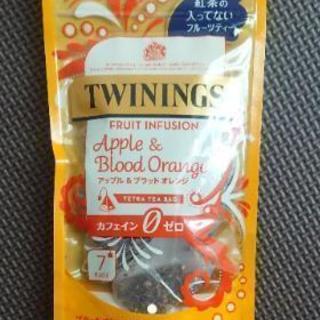 紅茶の
入ってない
フルーツティー
TWININGS
FRUIT INFUSION
Apple &
Blood Orange
アップル＆ブラッド オレンジ
TETRA TEA BAG
カフェイン 0 ゼロ
7